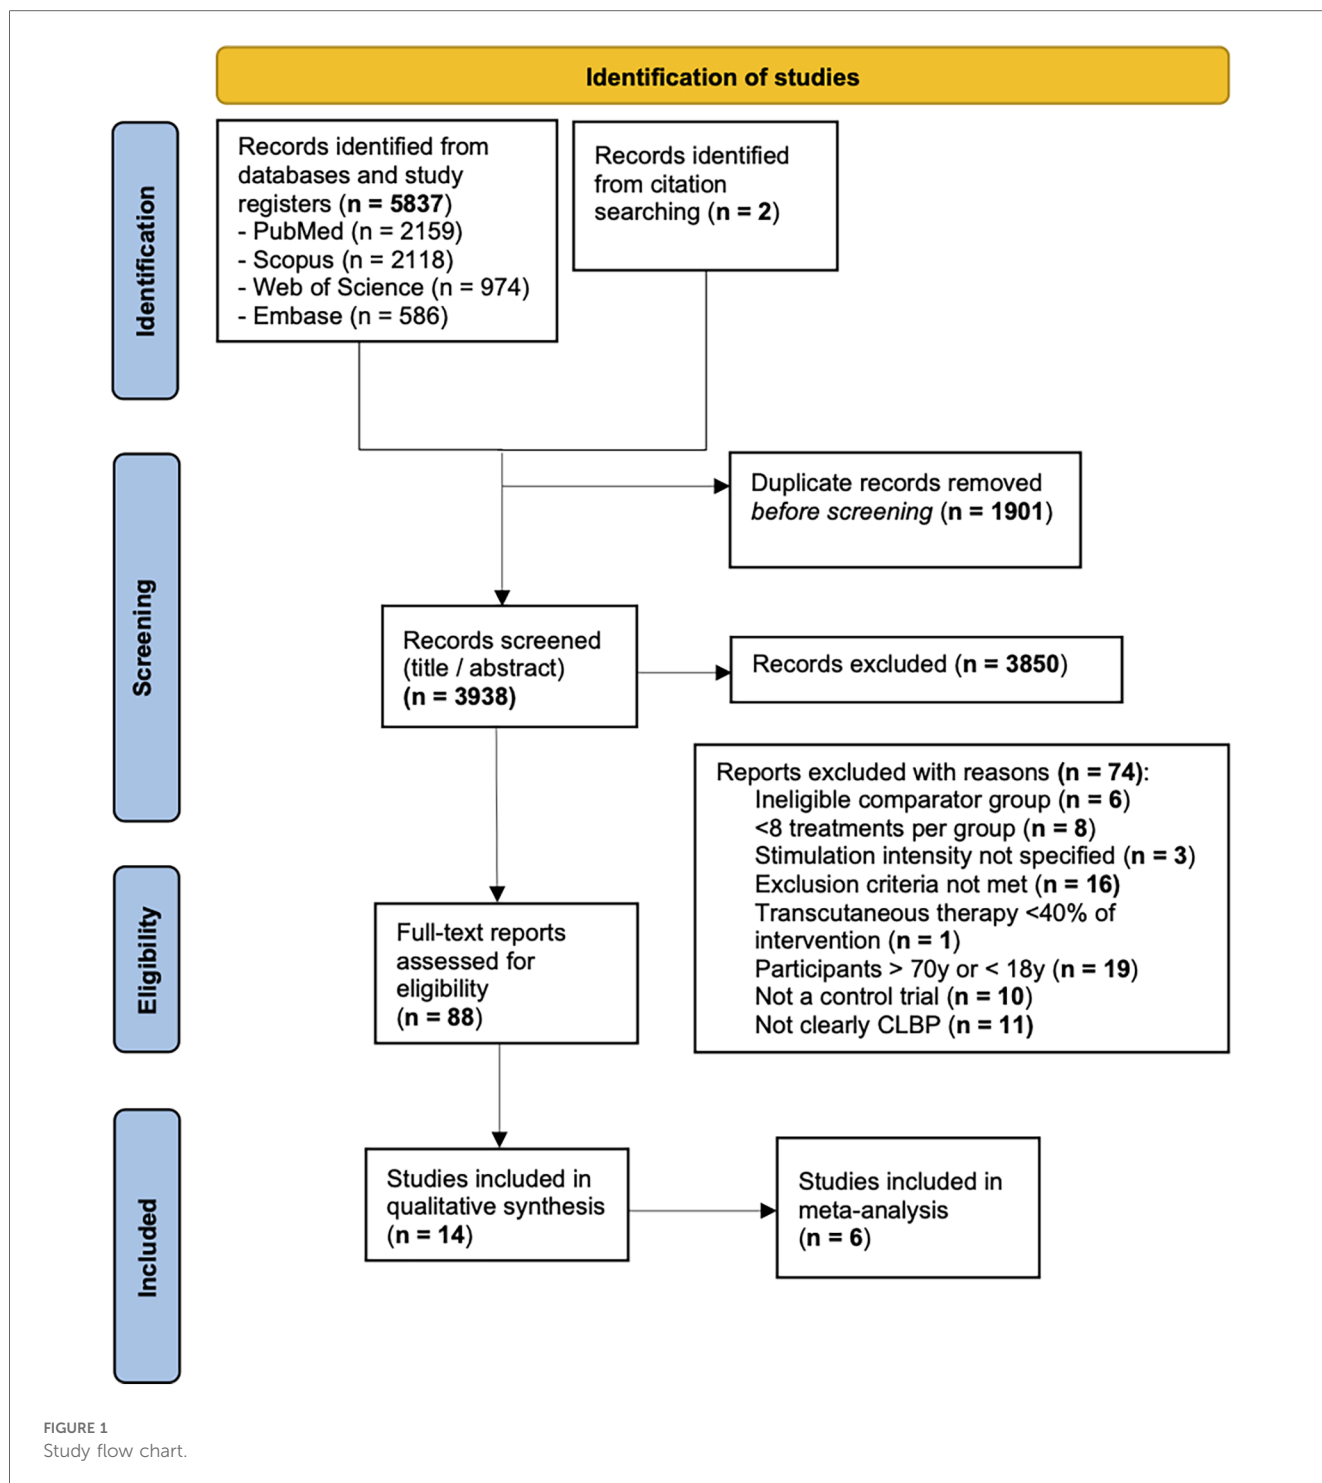 Identification of studies
Identification
Records identified from
databases and study
registers (n = 5837)
- PubMed (n = 2159)
- Scopus (n = 2118)
- Web of Science (n = 974)
- Embase (n = 586)
Records identified
from citation
searching (n = 2)
Screening
Duplicate records removed
before screening (n = 1901)
Records screened
(title / abstract)
(n = 3938)
Records excluded (n = 3850)
Reports excluded with reasons (n = 74):
Ineligible comparator group (n = 6)
<8 treatments per group (n = 8)
Stimulation intensity not specified (n = 3)
Exclusion criteria not met (n = 16)
Transcutaneous therapy <40% of
intervention (n = 1)
Participants > 70y or < 18y (n = 19)
Not a control trial (n = 10)
Not clearly CLBP (n = 11)
Eligibility
Full-text reports
assessed for
eligibility
(n = 88)
Included
Studies included in
qualitative synthesis
(n = 14)
Studies included in
meta-analysis
(n = 6)
FIGURE 1
Study flow chart.